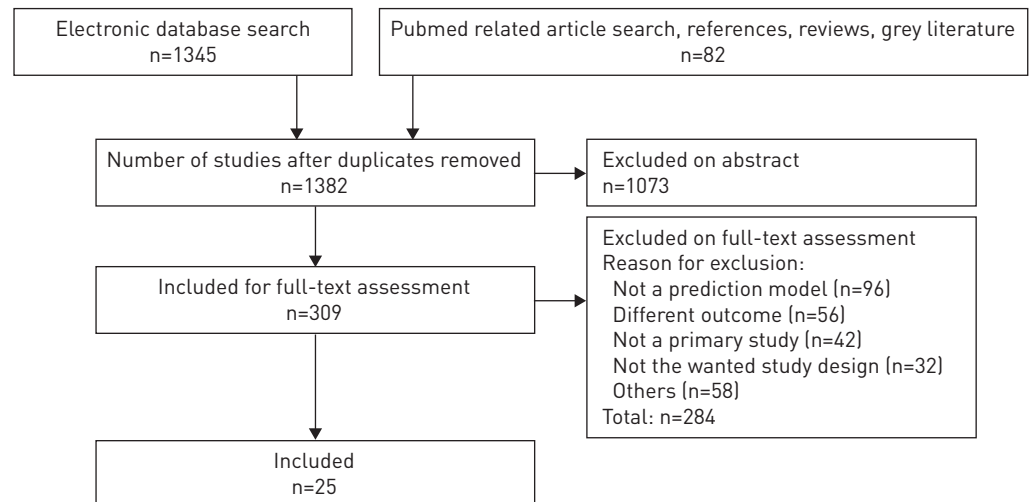 Electronic database search
n=1345
Pubmed related article search, references, reviews, grey literature
n=82
Number of studies after duplicates removed
n=1382
Excluded on abstract
n=1073
Included for full-text assessment
n=309
Excluded on full-text assessment
Reason for exclusion:
Not a prediction model (n=96)
Different outcome (n=56)
Not a primary study (n=42)
Not the wanted study design (n=32)
Others (n=58)
Total: n=284
Included
n=25